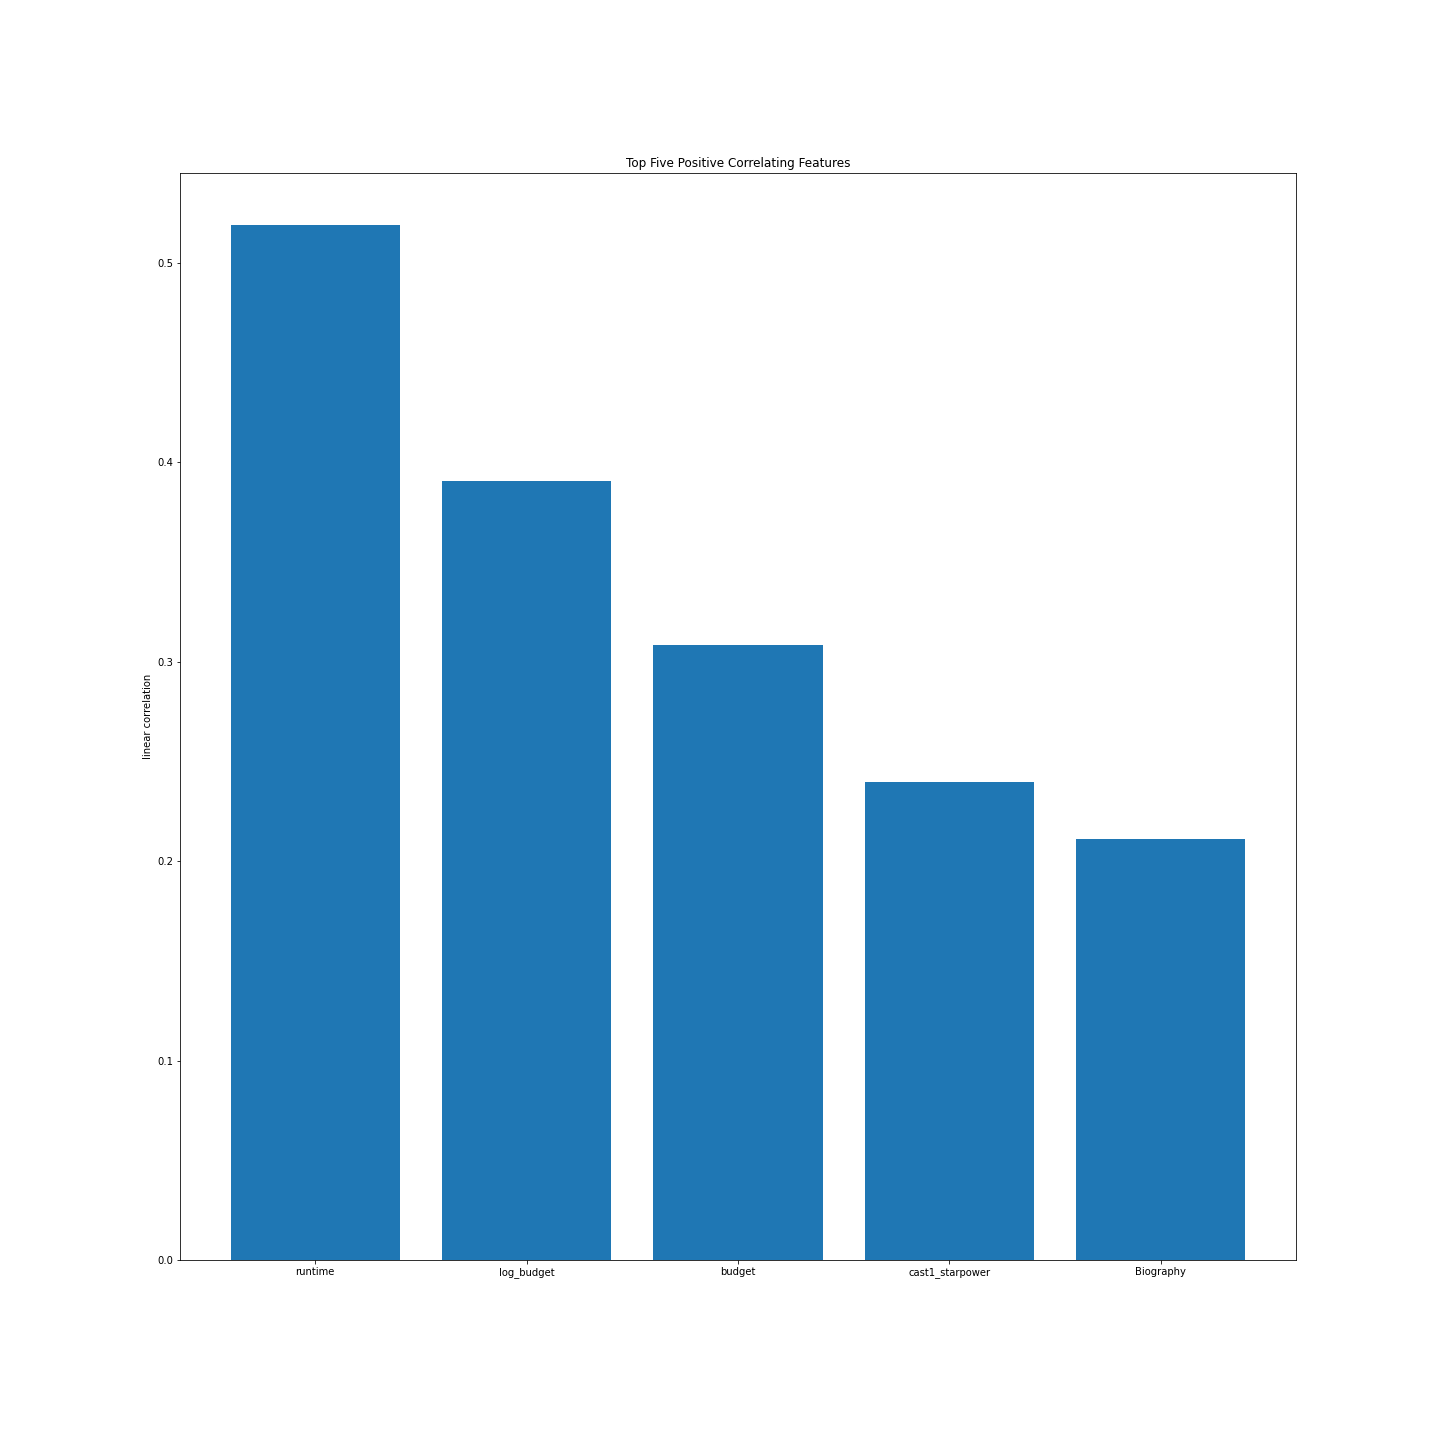 Top Five Positive Correlating Features
linear correlation
0.5
0.4
0.3
0.2
0.1
0.0
runtime
log_budget
budget
cast1_starpower
Biography